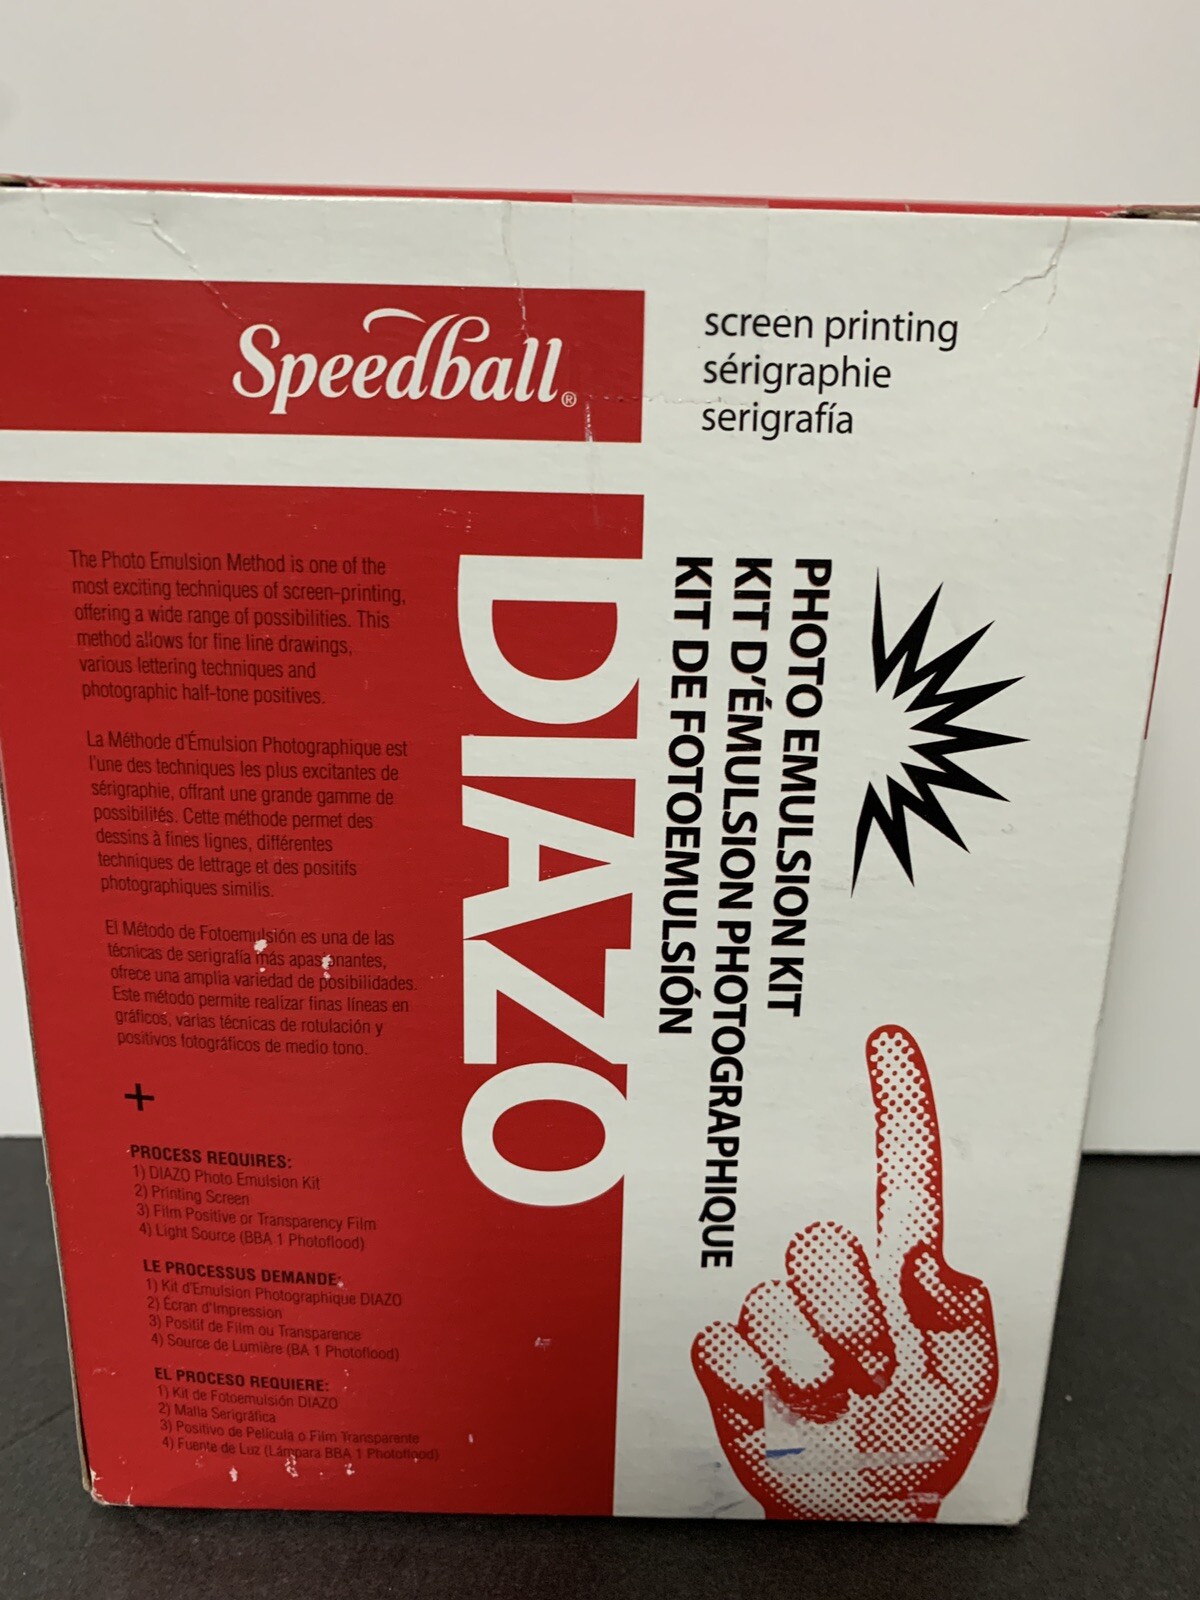 Speedball®
screen printing
sérigraphie
serigrafía
DIAZO
PHOTO EMULSION KIT
KIT D'ÉMULSION PHOTOGRAPHIQUE
KIT DE FOTOEMULSIÓN
The Photo Emulsion Method is one of the
most exciting techniques of screen-printing,
offering a wide range of possibilities. This
method allows for fine line drawings,
various lettering techniques and
photographic half-tone positives.
La Méthode d'Émulsion Photographique est
l'une des techniques les plus excitantes de
sérigraphie, offrant une grande gamme de
possibilités. Cette méthode permet des
dessins à fines lignes, différentes
techniques de lettrage et des positifs
photographiques similis.
El Método de Fotoemulsión es una de las
técnicas de serigrafía más apasionantes,
ofrece una amplia variedad de posibilidades.
Este método permite realizar finas líneas en
gráficos, varias técnicas de rotulación y
positivos fotográficos de medio tono.
+
PROCESS REQUIRES:
1) DIAZO Photo Emulsion Kit
2) Printing Screen
3) Film Positive or Transparency Film
4) Light Source (BBA 1 Photoflood)
LE PROCESSUS DEMANDE:
1) Kit d'Emulsion Photographique DIAZO
2) Écran d'Impression
3) Positif de Film ou Transparence
4) Source de Lumière (BA 1 Photoflood)
EL PROCESO REQUIERE:
1) Kit de Fotoemulsión DIAZO
2) Malla Serigráfica
3) Positivo de Película o Film Transparente
4) Fuente de Luz (Lámpara BBA 1 Photoflood)